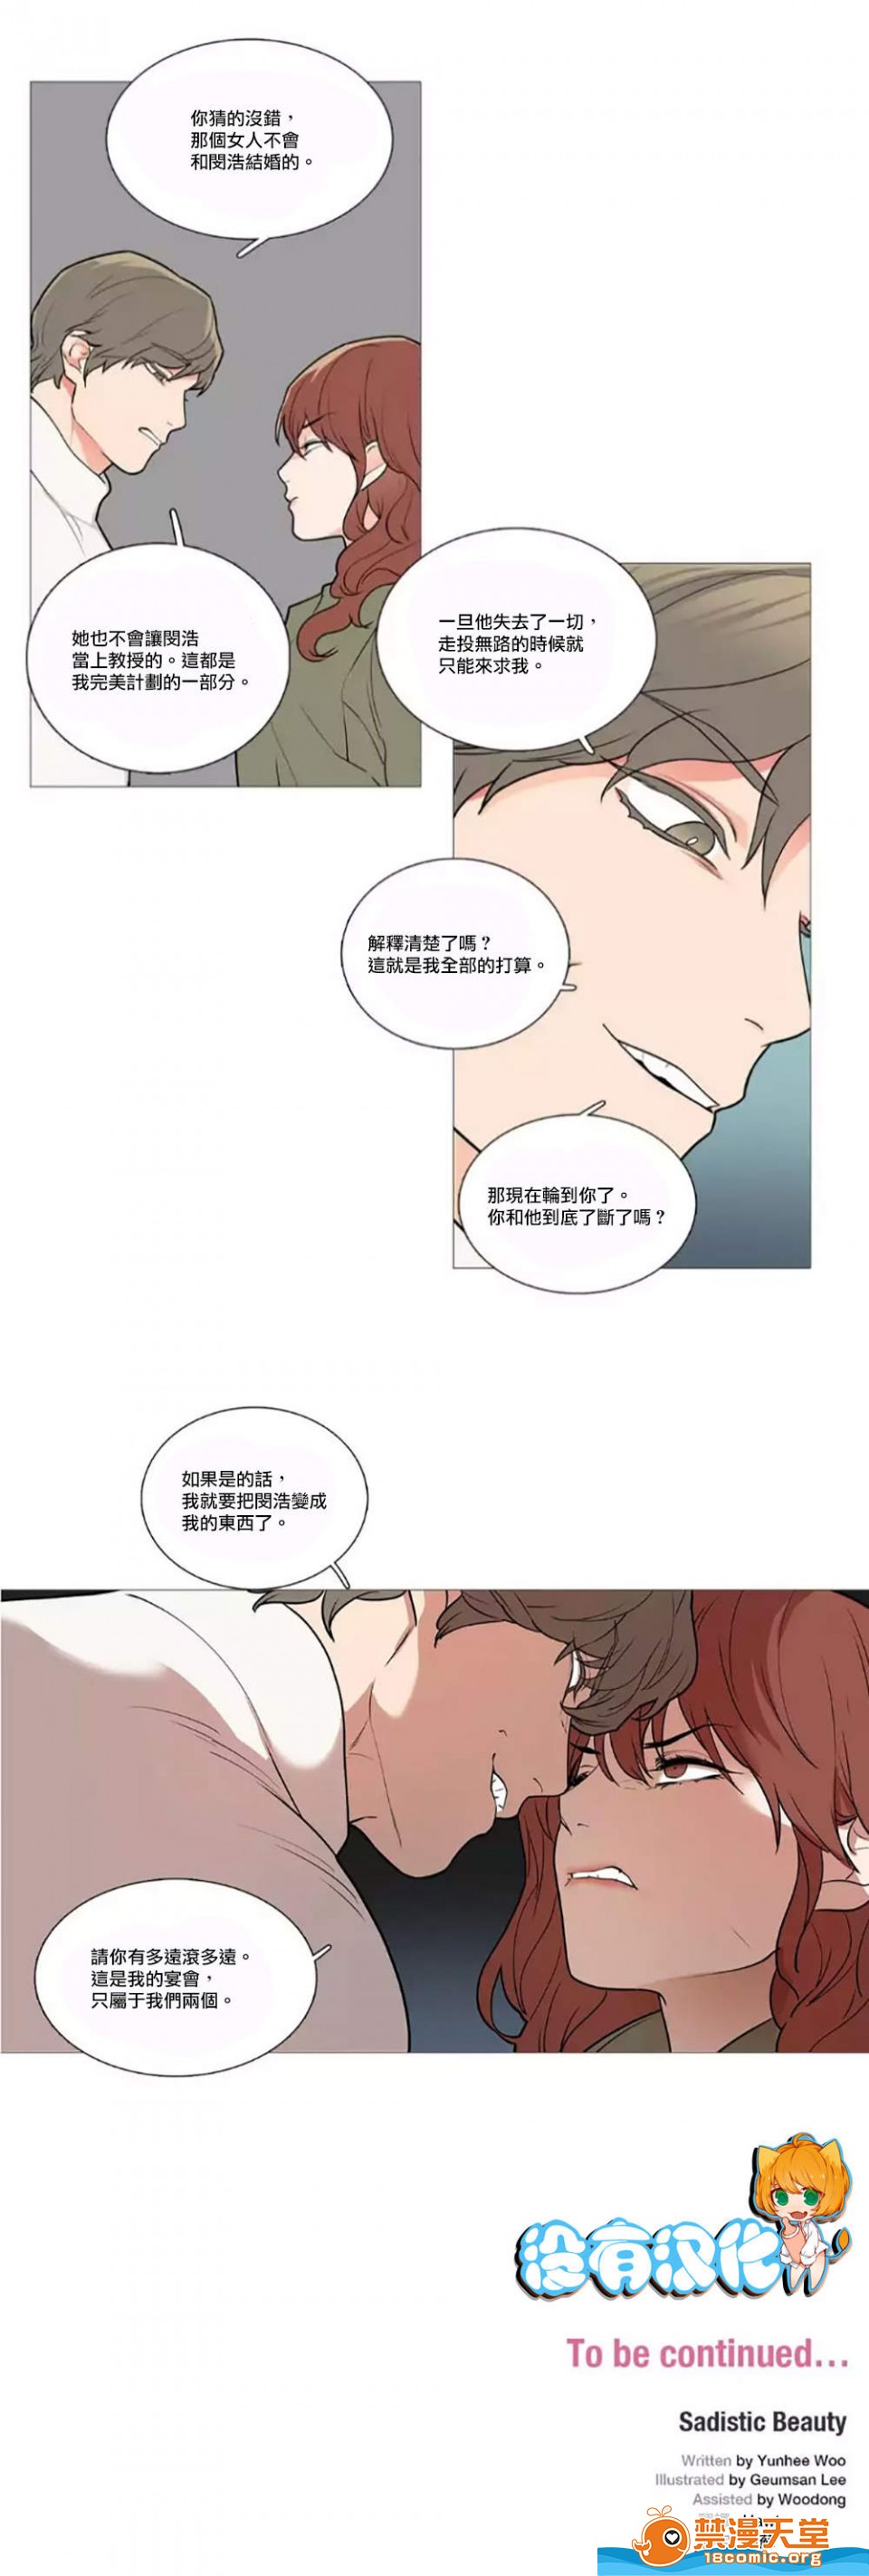 你猜的沒錯，
那個女人不會
和閔浩結婚的。
她也不會讓閔浩
當上教授的。這都是
我完美計劃的一部分。
一旦他失去了一切，
走投無路的時候就
只能來求我。
解釋清楚了嗎？
這就是我全部的打算。
那現在輪到你了。
你和他到底了斷了嗎？
如果是的話，
我就要把閔浩變成
我的東西了。
請你有多遠滾多遠。
這是我的宴會，
只屬于我們兩個。
没有汉化
To be continued...
Sadistic Beauty
Written by Yunhee Woo
Illustrated by Geumsan Lee
Assisted by Woodong
禁漫天堂
18comic.org